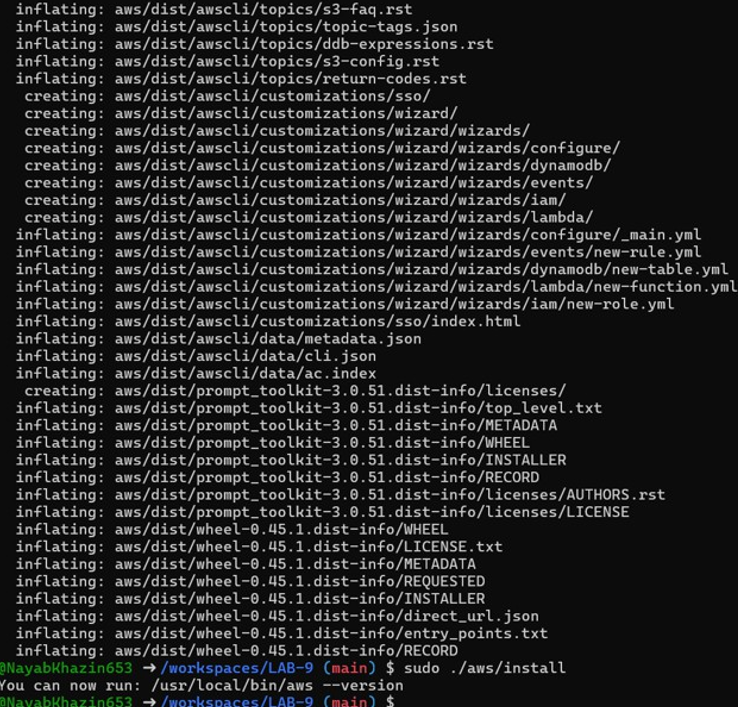 inflating: aws/dist/awscli/topics/s3-faq.rst
inflating: aws/dist/awscli/topics/topic-tags.json
inflating: aws/dist/awscli/topics/ddb-expressions.rst
inflating: aws/dist/awscli/topics/s3-config.rst
inflating: aws/dist/awscli/topics/return-codes.rst
creating: aws/dist/awscli/customizations/sso/
creating: aws/dist/awscli/customizations/wizard/
creating: aws/dist/awscli/customizations/wizard/wizards/
creating: aws/dist/awscli/customizations/wizard/wizards/configure/
creating: aws/dist/awscli/customizations/wizard/wizards/dynamodb/
creating: aws/dist/awscli/customizations/wizard/wizards/events/
creating: aws/dist/awscli/customizations/wizard/wizards/iam/
creating: aws/dist/awscli/customizations/wizard/wizards/lambda/
inflating: aws/dist/awscli/customizations/wizard/wizards/configure/_main.yml
inflating: aws/dist/awscli/customizations/wizard/wizards/events/new-rule.yml
inflating: aws/dist/awscli/customizations/wizard/wizards/dynamodb/new-table.yml
inflating: aws/dist/awscli/customizations/wizard/wizards/lambda/new-function.yml
inflating: aws/dist/awscli/customizations/wizard/wizards/iam/new-role.yml
inflating: aws/dist/awscli/customizations/sso/index.html
inflating: aws/dist/awscli/data/metadata.json
inflating: aws/dist/awscli/data/cli.json
inflating: aws/dist/awscli/data/ac.index
creating: aws/dist/prompt_toolkit-3.0.51.dist-info/licenses/
inflating: aws/dist/prompt_toolkit-3.0.51.dist-info/top_level.txt
inflating: aws/dist/prompt_toolkit-3.0.51.dist-info/METADATA
inflating: aws/dist/prompt_toolkit-3.0.51.dist-info/WHEEL
inflating: aws/dist/prompt_toolkit-3.0.51.dist-info/INSTALLER
inflating: aws/dist/prompt_toolkit-3.0.51.dist-info/RECORD
inflating: aws/dist/prompt_toolkit-3.0.51.dist-info/licenses/AUTHORS.rst
inflating: aws/dist/prompt_toolkit-3.0.51.dist-info/licenses/LICENSE
inflating: aws/dist/wheel-0.45.1.dist-info/WHEEL
inflating: aws/dist/wheel-0.45.1.dist-info/LICENSE.txt
inflating: aws/dist/wheel-0.45.1.dist-info/METADATA
inflating: aws/dist/wheel-0.45.1.dist-info/REQUESTED
inflating: aws/dist/wheel-0.45.1.dist-info/INSTALLER
inflating: aws/dist/wheel-0.45.1.dist-info/direct_url.json
inflating: aws/dist/wheel-0.45.1.dist-info/entry_points.txt
inflating: aws/dist/wheel-0.45.1.dist-info/RECORD
@NayabKhazin653 ➜ /workspaces/LAB-9 (main) $ sudo ./aws/install
You can now run: /usr/local/bin/aws --version
@NayabKhazin653 ➜ /workspaces/LAB-9 (main) $